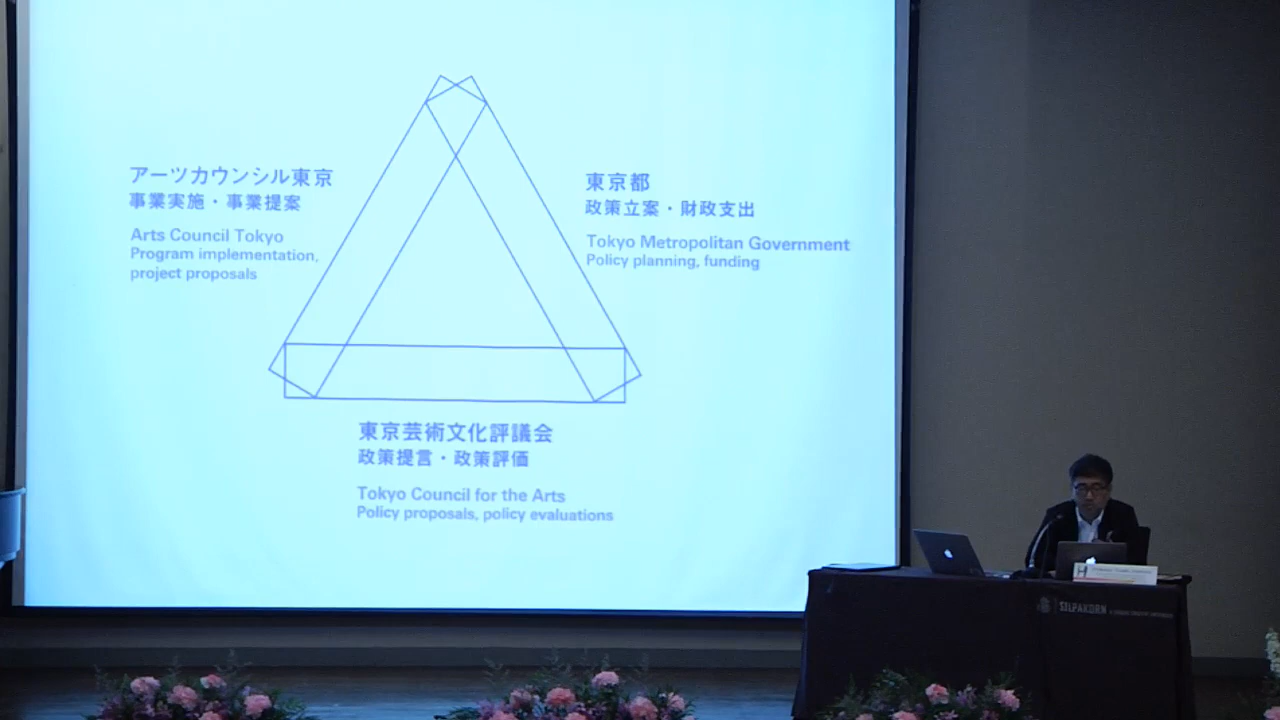 アーツカウンシル東京
事業実施・事業提案
Arts Council Tokyo
Program implementation,
project proposals
東京都
政策立案・財政支出
Tokyo Metropolitan Government
Policy planning, funding
東京芸術文化評議会
政策提言・政策評価
Tokyo Council for the Arts
Policy proposals, policy evaluations
SILPAKORN